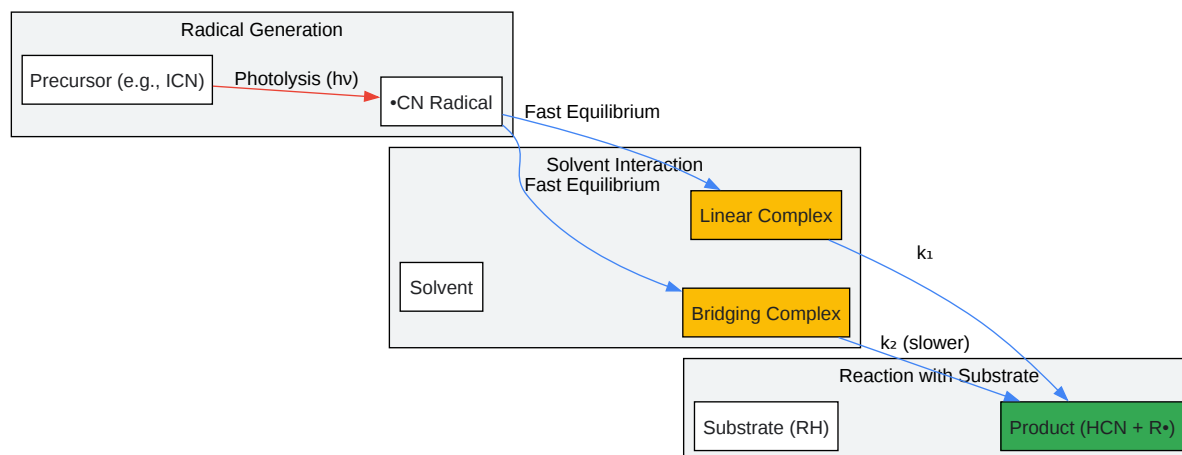 Radical Generation
Precursor (e.g., ICN)
Photolysis (hν)
•CN Radical
Fast Equilibrium
Solvent Interaction
Fast Equilibrium
Linear Complex
k₁
Solvent
Bridging Complex
k₂ (slower)
Reaction with Substrate
Substrate (RH)
Product (HCN + R•)